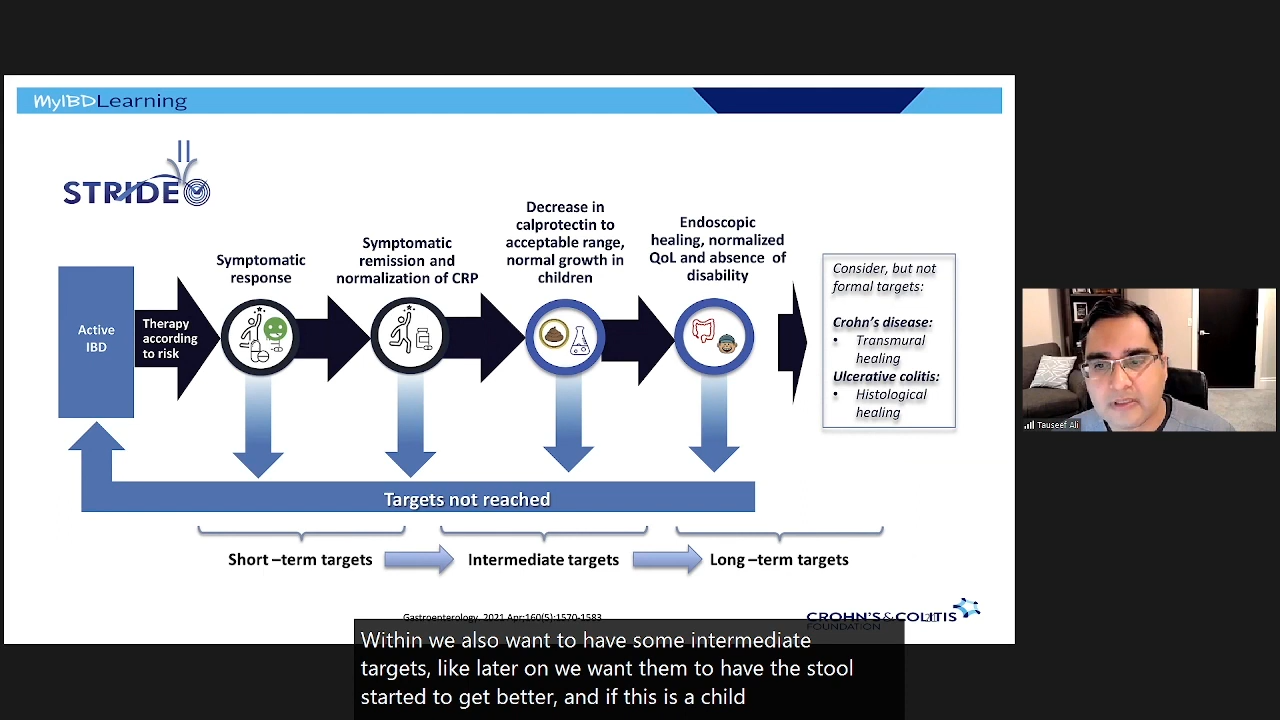 MyIBDLearning
STRIDE
Symptomatic
response
Symptomatic
remission and
normalization of CRP
Decrease in
calprotectin to
acceptable range,
normal growth in
children
Endoscopic
healing, normalized
QoL and absence of
disability
Active
IBD
Therapy
according
to risk
Consider, but not
formal targets:
Crohn's disease:
• Transmural
healing
Ulcerative colitis:
• Histological
healing
Targets not reached
Short –term targets
Intermediate targets
Long –term targets
Gastroenterology. 2021 Apr;160(5):1570-1583
CROHN'S & COLITIS
FOUNDATION
21
Tauseef Ali
Within we also want to have some intermediate
targets, like later on we want them to have the stool
started to get better, and if this is a child